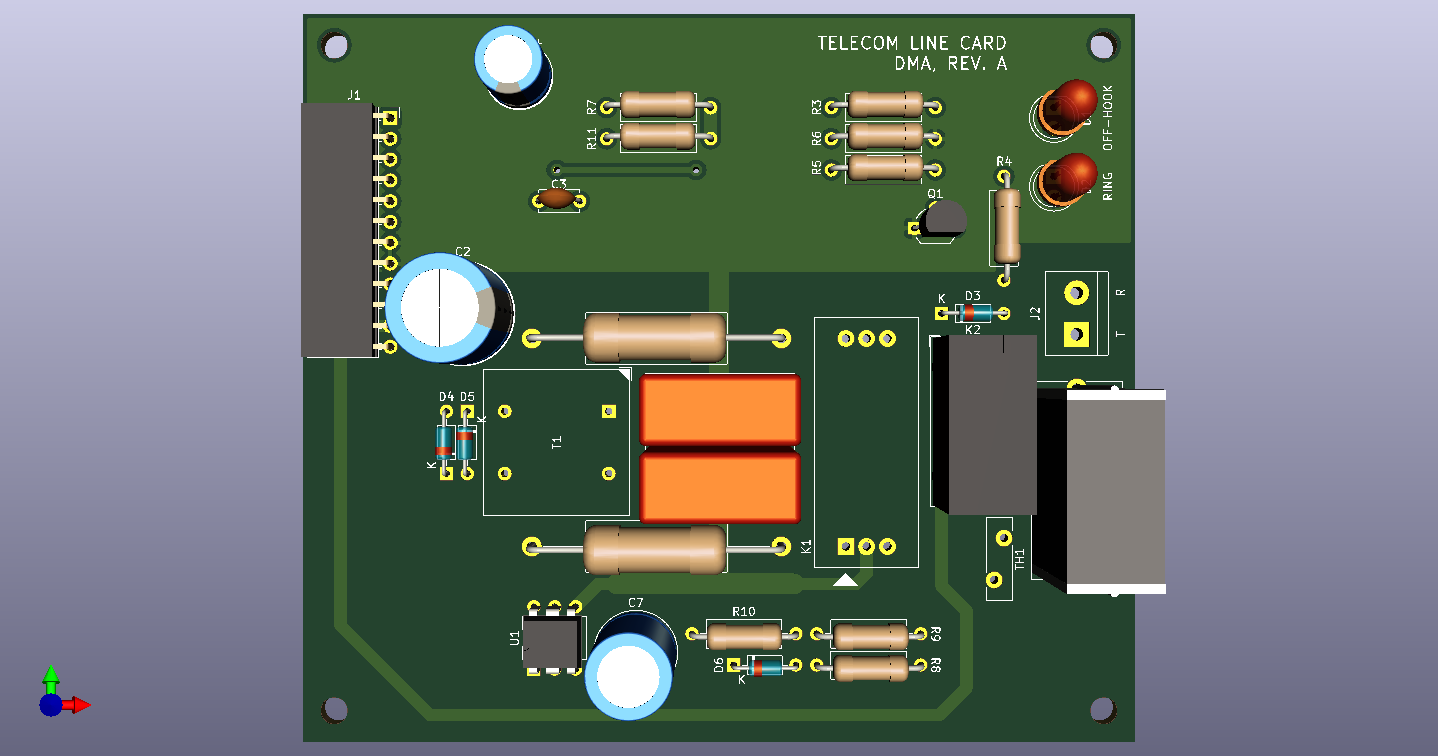 TELECOM LINE CARD
DMA, REV. A
J1
R7
R11
R3
R6
R5
OFF-HOOK
RING
R4
C3
Q1
C2
D3
K
K2
J2
R
T
D4
D5
K
K
T1
K1
TH1
U1
C7
R10
R9
R8
D6
K